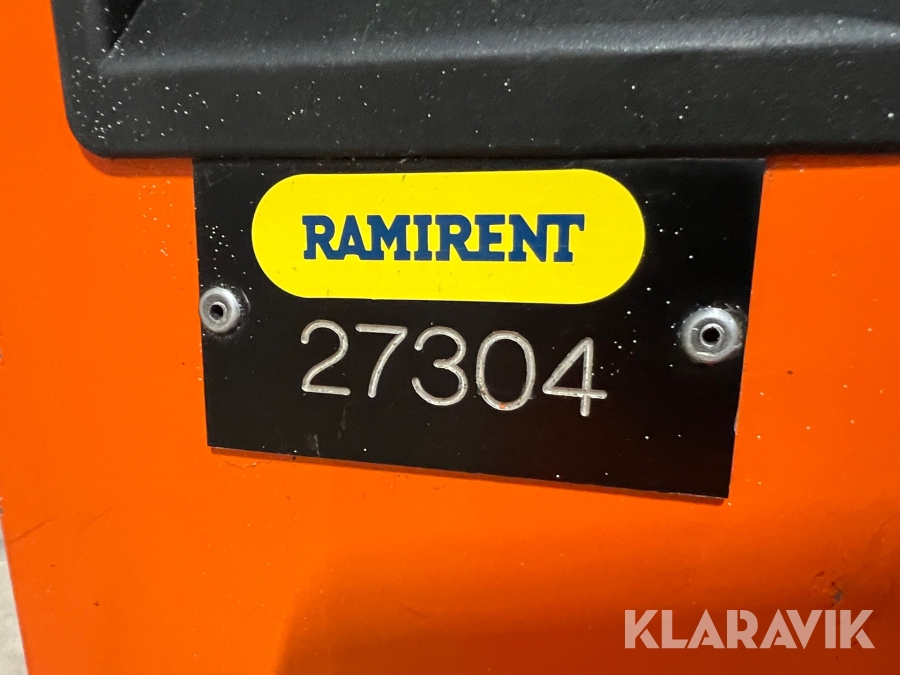 RAMIRENT
27304
KLARAVIK